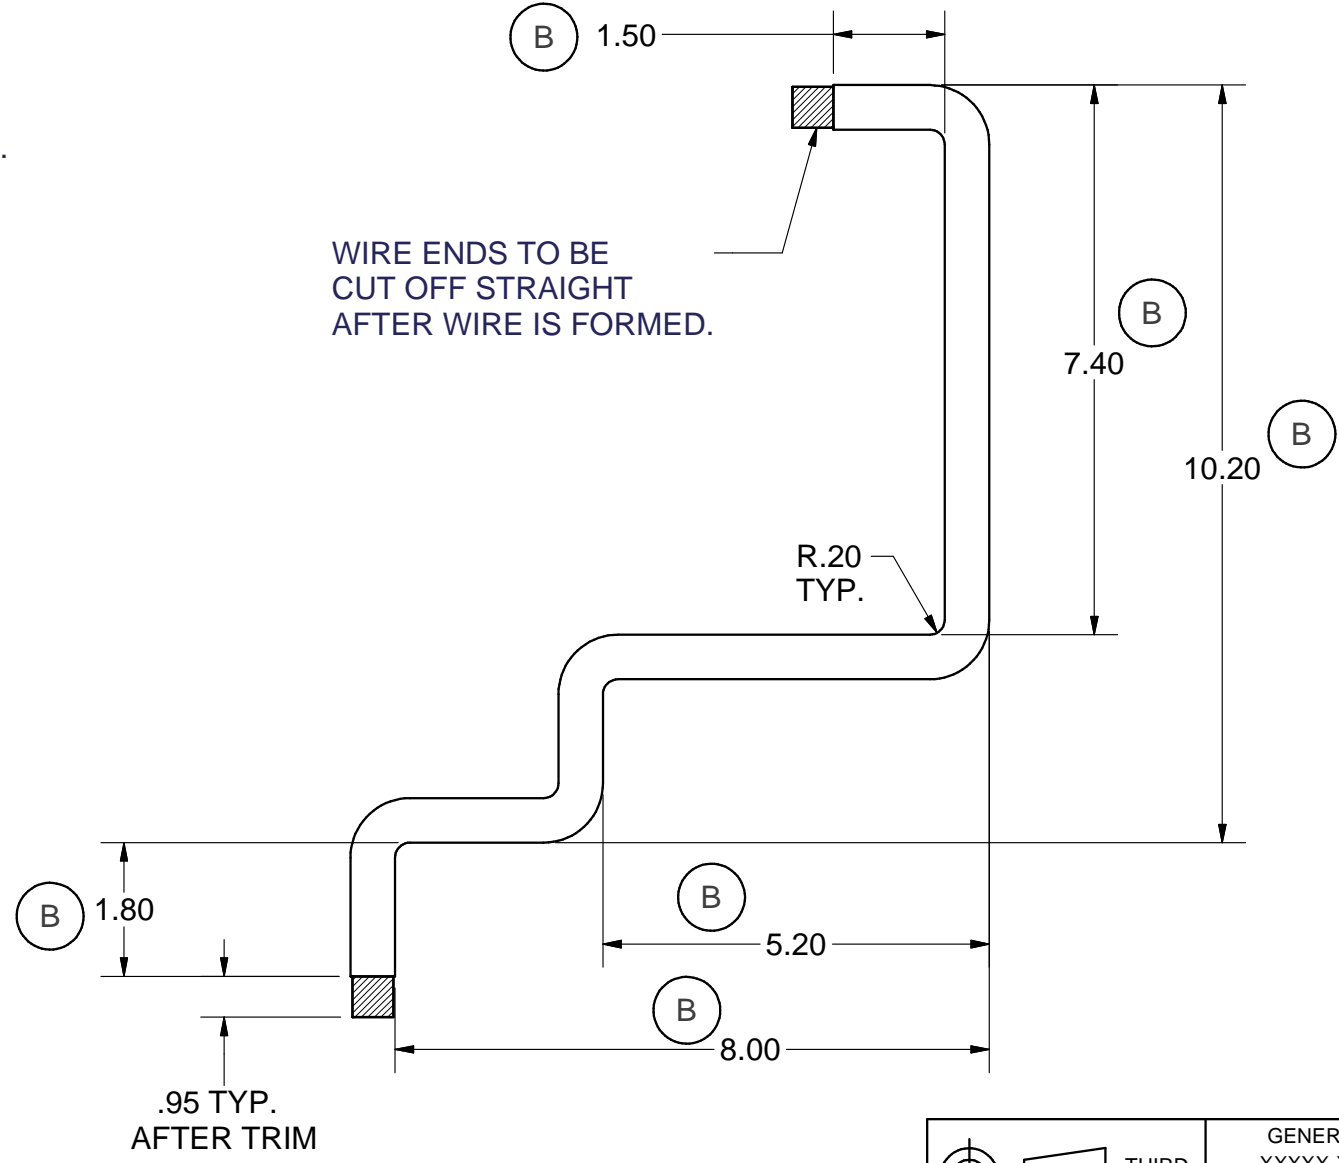 B 1.50
.
WIRE ENDS TO BE
CUT OFF STRAIGHT
AFTER WIRE IS FORMED.
B
7.40
B
10.20
R.20
TYP.
B
B 1.80
5.20
B
8.00
.95 TYP.
AFTER TRIM
GENER
THIRD